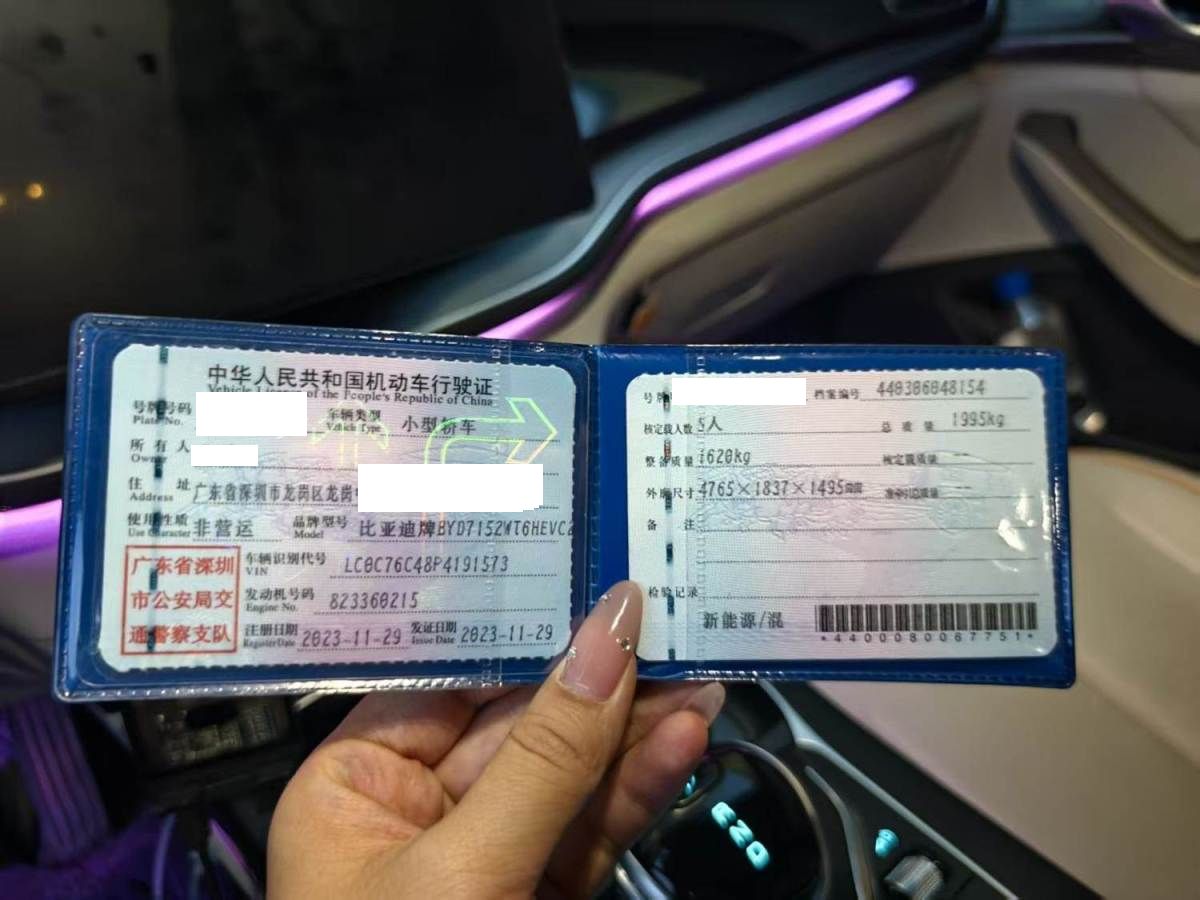 中华人民共和国机动车行驶证
Vehicle License of the People's Republic of China
号牌号码
Plate No.
车辆类型 小型轿车
Vehicle Type
所有人
Owner
住址 广东省深圳市龙岗区龙岗
Address
使用性质 非营运 品牌型号 比亚迪牌BYD7152WT6HEVC2
Use Character Model
广东省深圳
市公安局交
通警察支队
车辆识别代号 LC0C76C48P4191573
VIN
发动机号码 823360215
Engine No.
注册日期 2023-11-29 发证日期 2023-11-29
Register Date Issue Date
号牌 档案编号 440306048154
核定载人数 5人 总质量 1995kg
整备质量 1620kg 核定载质量 --
外廓尺寸 4765×1837×1495mm 准牵引总质量 --
备注
检验记录
新能源/混
*4400080067751*
OZ9